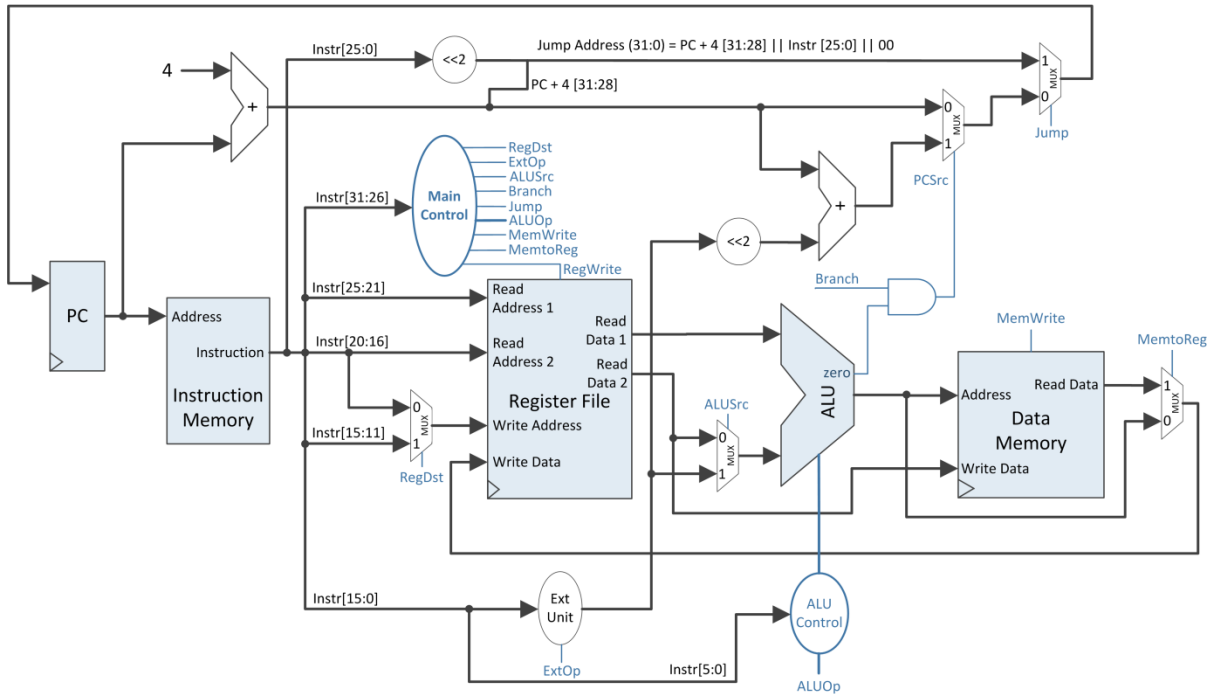 Instr[25:0]
<<2
Jump Address (31:0) = PC + 4 [31:28] || Instr [25:0] || 00
1
MUX
0
Jump
4
+
PC + 4 [31:28]
0
MUX
1
PCSrc
RegDst
ExtOp
ALUSrc
Branch
Jump
ALUOp
MemWrite
MemtoReg
RegWrite
Instr[31:26]
Main
Control
+
<<2
Branch
PC
Address
Instruction
Instruction
Memory
Instr[25:21]
Instr[20:16]
Instr[15:11]
0
MUX
1
RegDst
Read
Address 1
Read
Address 2
Register File
Write Address
Write Data
Read
Data 1
Read
Data 2
ALUSrc
0
MUX
1
zero
ALU
MemWrite
Address
Read Data
Data
Memory
Write Data
MemtoReg
1
MUX
0
Instr[15:0]
Ext
Unit
ExtOp
Instr[5:0]
ALU
Control
ALUOp